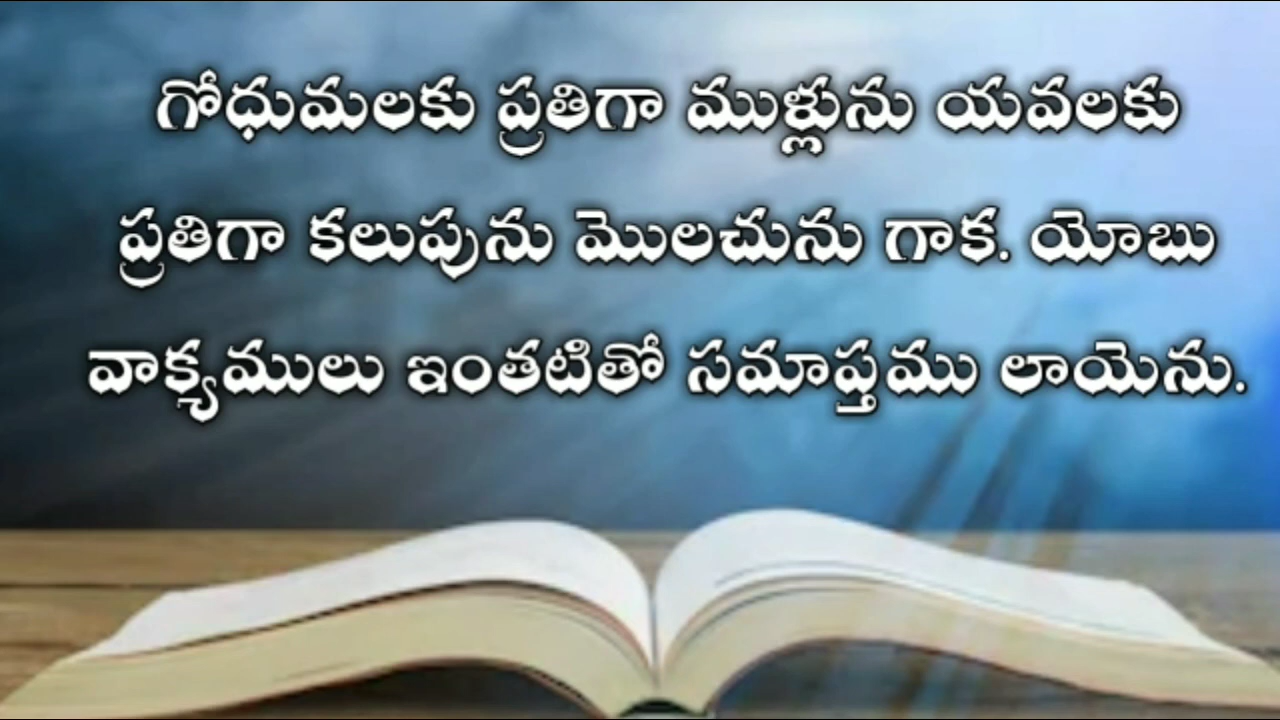 గోధుమలకు ప్రతిగా ముళ్లును యవలకు
ప్రతిగా కలుపును మొలచును గాక. యోబు
వాక్యములు ఇంతటితో సమాప్తము లాయెను.